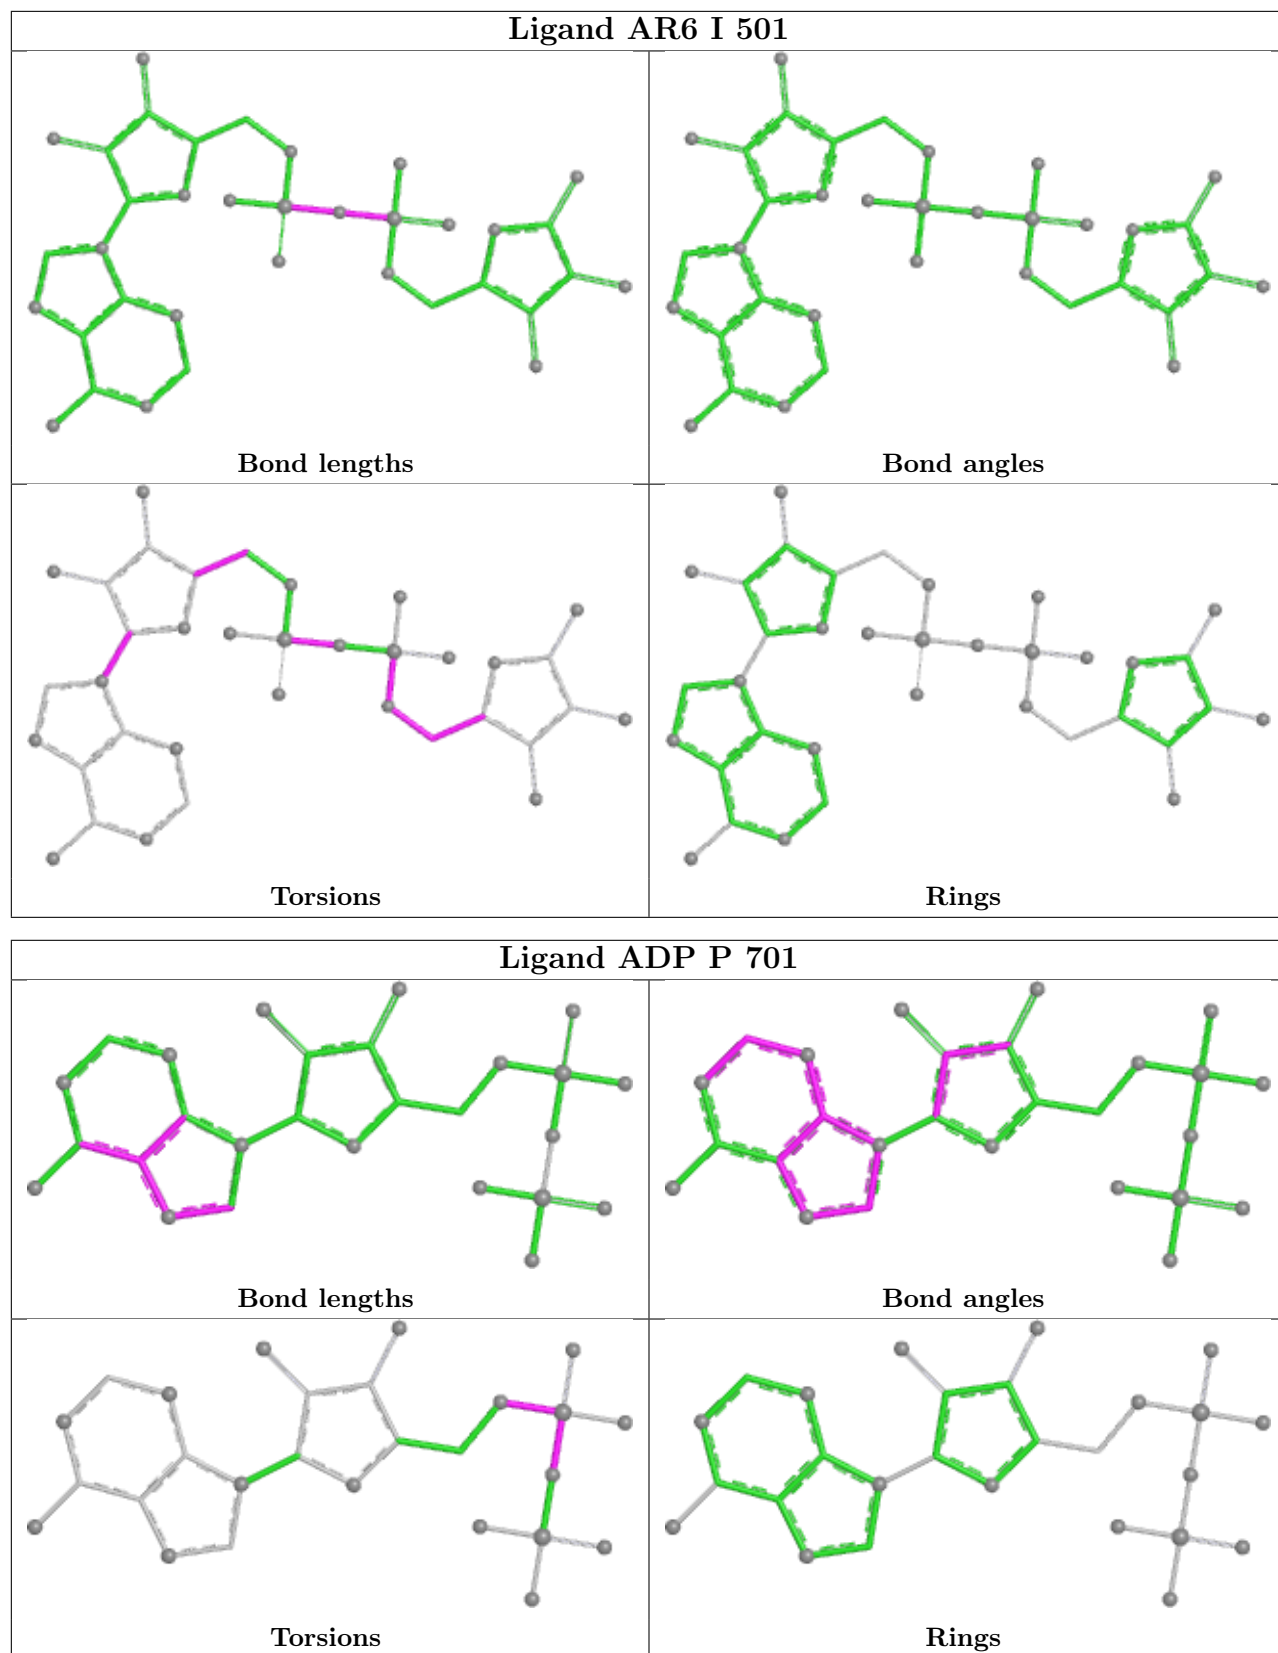 Ligand AR6 I 501
Bond lengths
Bond angles
Torsions
Rings
Ligand ADP P 701
Bond lengths
Bond angles
Torsions
Rings